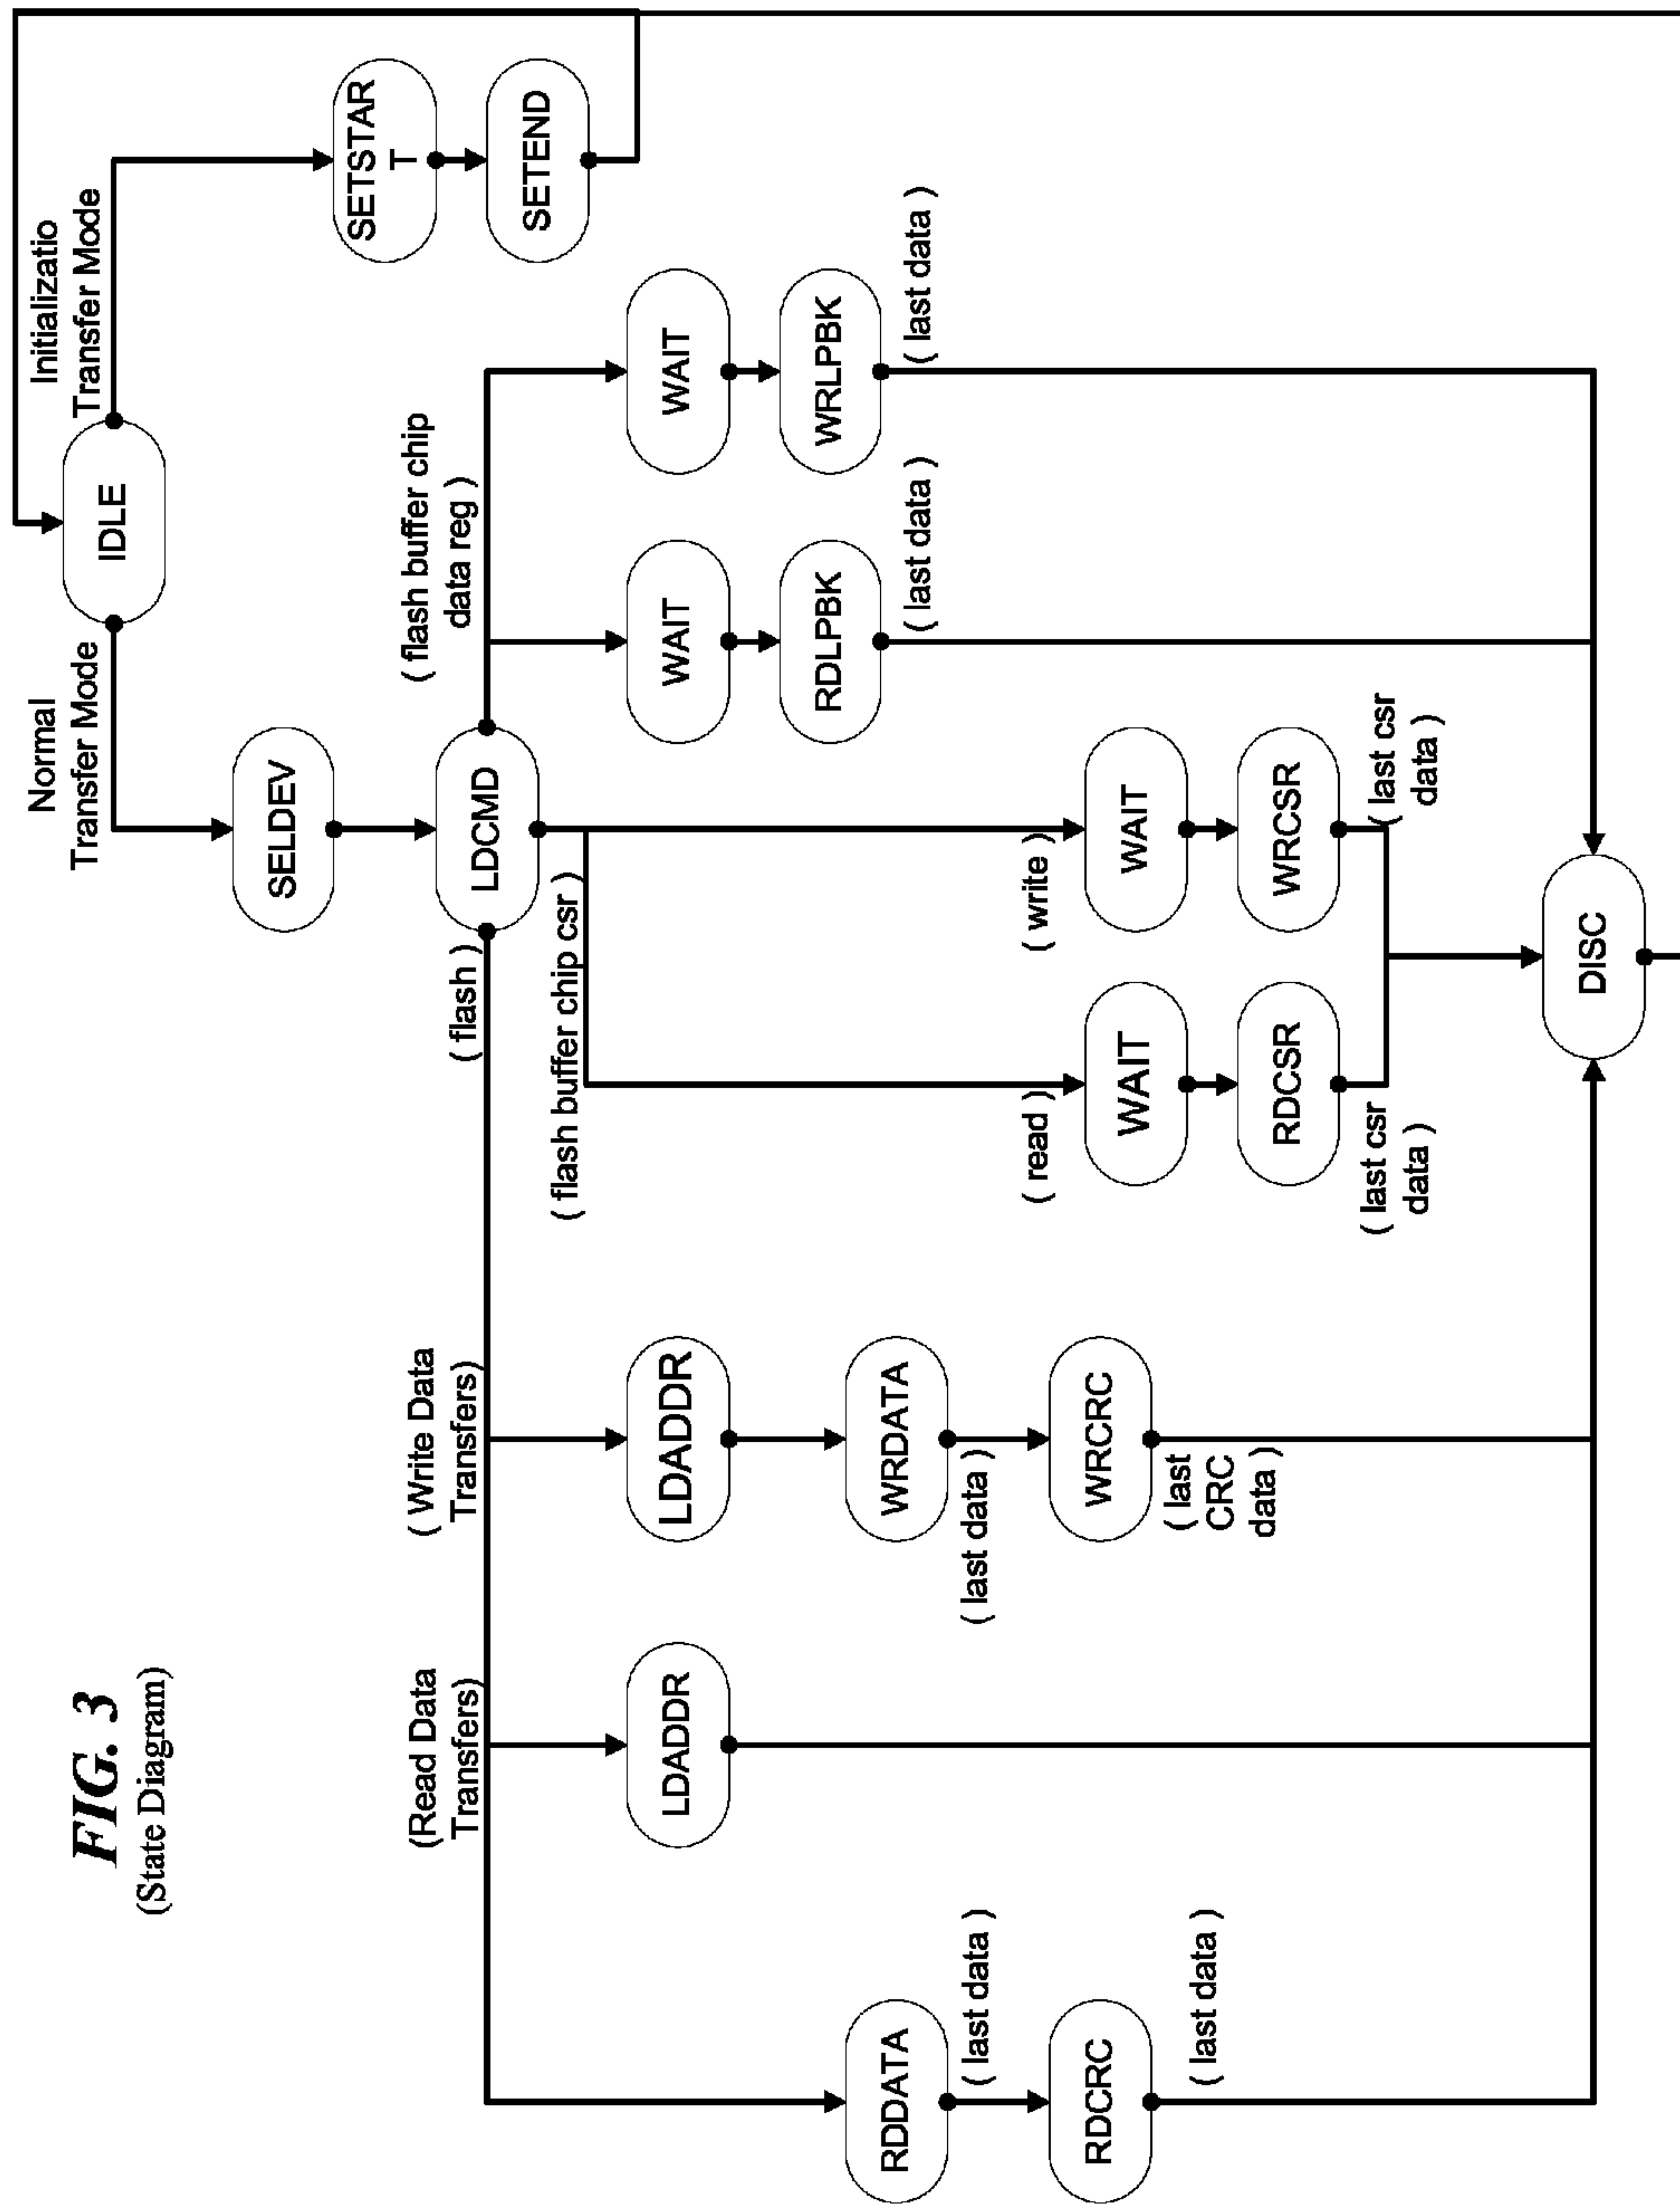 FIG. 3
(State Diagram)
Normal
Transfer Mode
IDLE
Initializatio
Transfer Mode
SELDEV
SETSTAR
T
SETEND
LDCMD
( flash )
( flash buffer chip csr )
( flash buffer chip
data reg )
(Read Data
Transfers)
( Write Data
Transfers)
LDADDR
LDADDR
WAIT
WAIT
RDDATA
WRDATA
RDLPBK
WRLPBK
( last data )
( last data )
( last data )
( last data )
( read )
( write )
RDCRC
WRCRC
WAIT
WAIT
( last data )
( last
CRC
data )
RDCSR
WRCSR
( last csr
data )
( last csr
data )
DISC